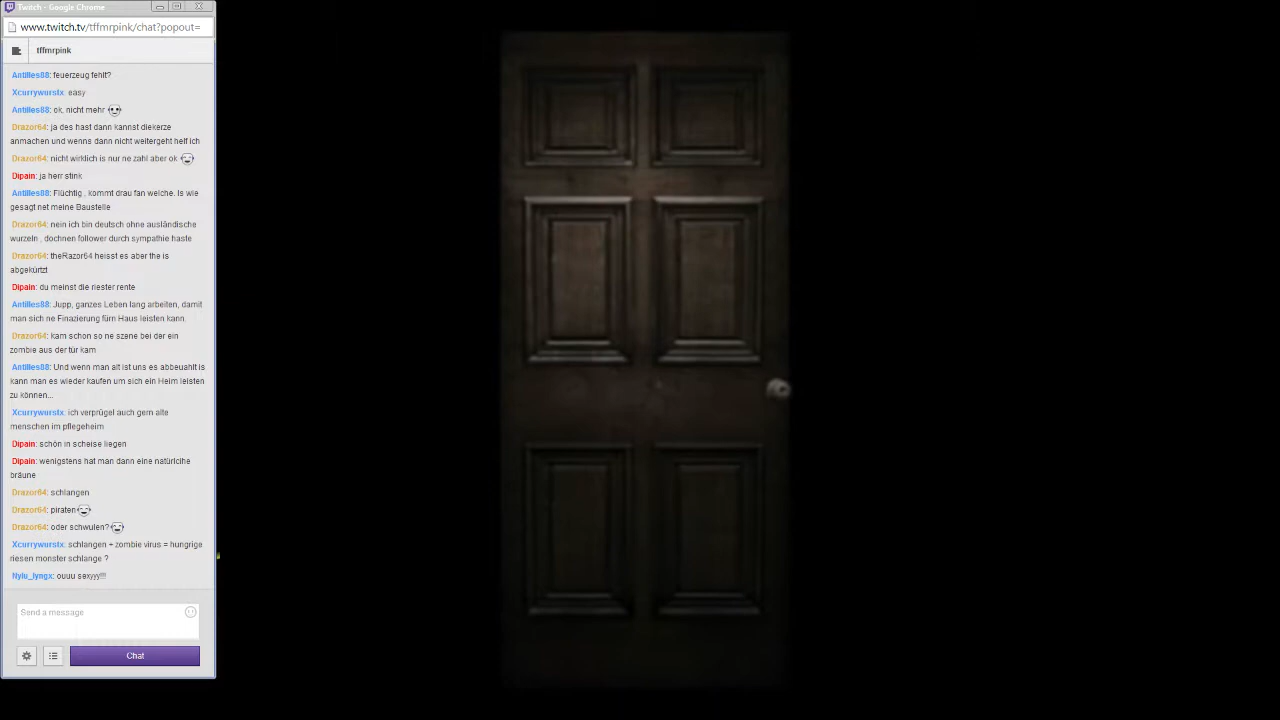 Twitch - Google Chrome
www.twitch.tv/tffmrpink/chat?popout=
tffmrpink
Antilles88: feuerzeug fehlt?
Xcurrywurstx: easy
Antilles88: ok. nicht mehr
Drazor64: ja des hast dann kannst diekerze
anmachen und wenns dann nicht weitergeht helf ich
Drazor64: nicht wirklich is nur ne zahl aber ok
Dipain: ja herr stink
Antilles88: Flüchtig , kommt drau fan welche. Is wie
gesagt net meine Baustelle
Drazor64: nein ich bin deutsch ohne ausländische
wurzeln , dochnen follower durch sympathie haste
Drazor64: theRazor64 heisst es aber the is
abgekürtzt
Dipain: du meinst die riester rente
Antilles88: Jupp, ganzes Leben lang arbeiten, damit
man sich ne Finazierung fürn Haus leisten kann.
Drazor64: kam schon so ne szene bei der ein
zombie aus der tür kam
Antilles88: Und wenn man alt ist uns es abbeuahlt is
kann man es wieder kaufen um sich ein Heim leisten
zu können...
Xcurrywurstx: ich verprügel auch gern alte
menschen im pflegeheim
Dipain: schön in scheise liegen
Dipain: wenigstens hat man dann eine natürlcihe
bräune
Drazor64: schlangen
Drazor64: piraten
Drazor64: oder schwulen?
Xcurrywurstx: schlangen + zombie virus = hungrige
riesen monster schlange ?
Nyiu_lyngx: ouuu sexyyy!!!
Send a message
Chat